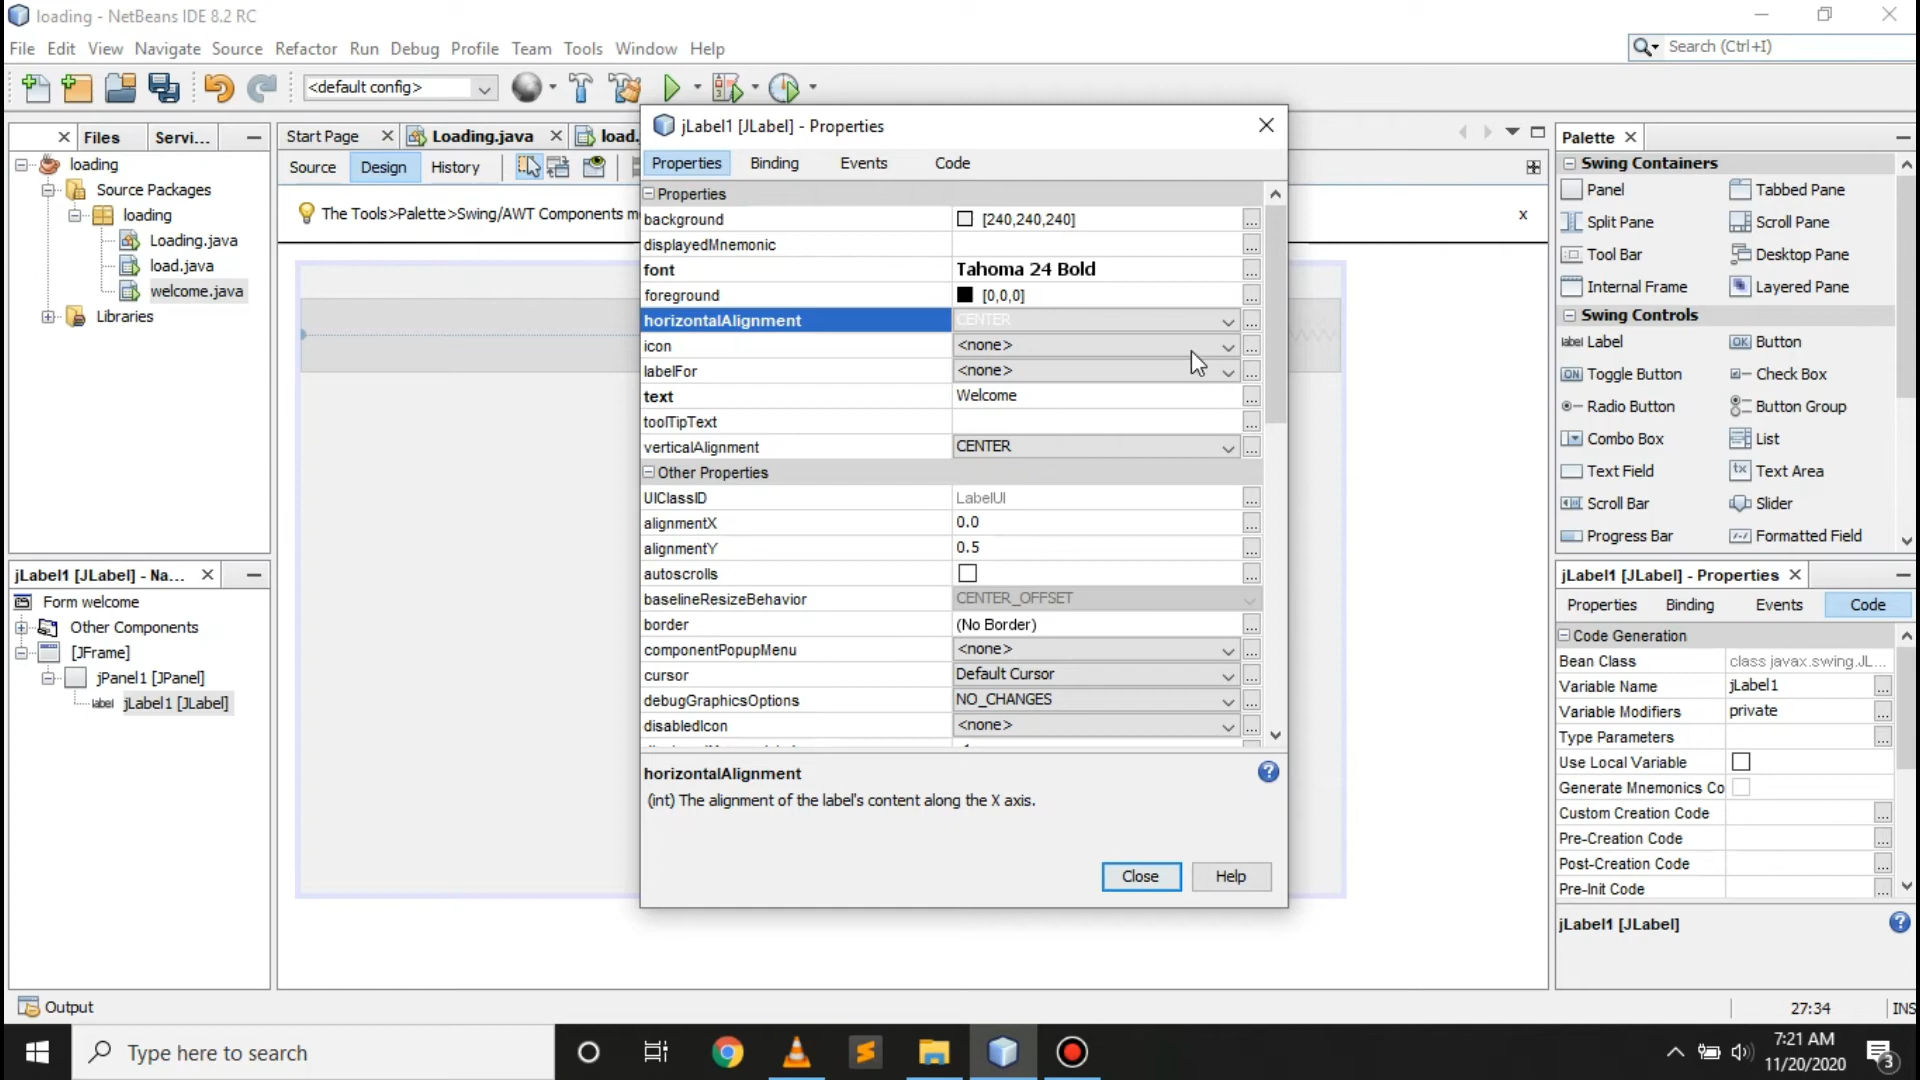 loading - NetBeans IDE 8.2 RC
File Edit View Navigate Source Refactor Run Debug Profile Team Tools Window Help
Search (Ctrl+I)
<default config>
Files Servi...
loading
Source Packages
loading
Loading.java
load.java
welcome.java
Libraries
Start Page Loading.java load.
Source Design History
The Tools>Palette>Swing/AWT Components
x
jLabel1 [JLabel] - Properties
Properties Binding Events Code
Properties
background [240,240,240] ...
displayedMnemonic ...
font Tahoma 24 Bold ...
foreground [0,0,0] ...
horizontalAlignment CENTER ...
icon <none> ...
labelFor <none> ...
text Welcome ...
toolTipText ...
verticalAlignment CENTER ...
Other Properties
UIClassID LabelUI ...
alignmentX 0.0 ...
alignmentY 0.5 ...
autoscrolls ...
baselineResizeBehavior CENTER_OFFSET
border (No Border) ...
componentPopupMenu <none> ...
cursor Default Cursor ...
debugGraphicsOptions NO_CHANGES ...
disabledIcon <none> ...
horizontalAlignment
(int) The alignment of the label's content along the X axis.
Close Help
Palette
Swing Containers
Panel Tabbed Pane
Split Pane Scroll Pane
Tool Bar Desktop Pane
Internal Frame Layered Pane
Swing Controls
label Label OK Button
ON Toggle Button Check Box
Radio Button Button Group
Combo Box List
Text Field tx Text Area
Scroll Bar Slider
Progress Bar Formatted Field
jLabel1 [JLabel] - Na...
Form welcome
Other Components
[JFrame]
jPanel1 [JPanel]
label jLabel1 [JLabel]
jLabel1 [JLabel] - Properties
Properties Binding Events Code
Code Generation
Bean Class class javax.swing.JL...
Variable Name jLabel1 ...
Variable Modifiers private ...
Type Parameters ...
Use Local Variable
Generate Mnemonics Co
Custom Creation Code ...
Pre-Creation Code ...
Post-Creation Code ...
Pre-Init Code ...
jLabel1 [JLabel]
Output
27:34 INS
Type here to search
7:21 AM
11/20/2020
3